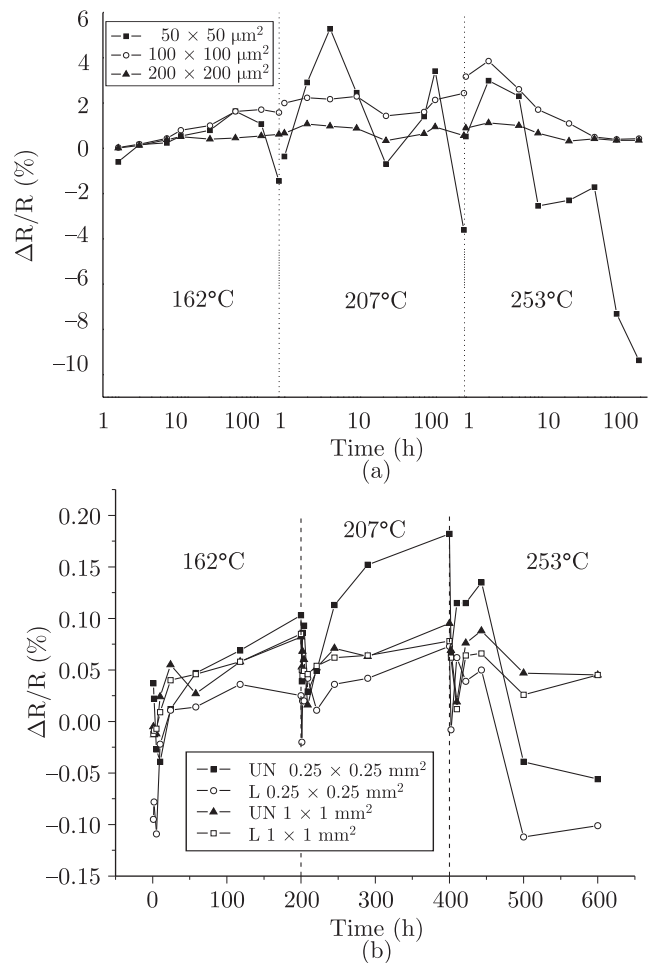 6
4
2
0
−2
−4
−6
−8
−10
ΔR/R (%)
50 × 50 μm²
100 × 100 μm²
200 × 200 μm²
162°C
207°C
253°C
1 10 100 1 10 100 1 10 100
Time (h)
(a)
0.20
0.15
0.10
0.05
0.00
−0.05
−0.10
−0.15
ΔR/R (%)
162°C
207°C
253°C
UN 0.25 × 0.25 mm²
L 0.25 × 0.25 mm²
UN 1 × 1 mm²
L 1 × 1 mm²
0 100 200 300 400 500 600
Time (h)
(b)